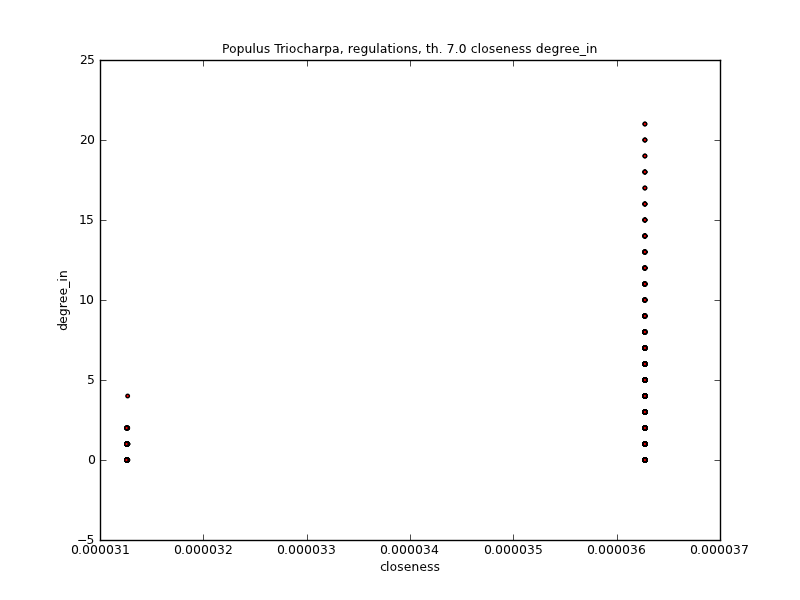 Populus Triocharpa, regulations, th. 7.0 closeness degree_in
25
20
15
10
5
0
−5
degree_in
0.000031 0.000032 0.000033 0.000034 0.000035 0.000036 0.000037
closeness